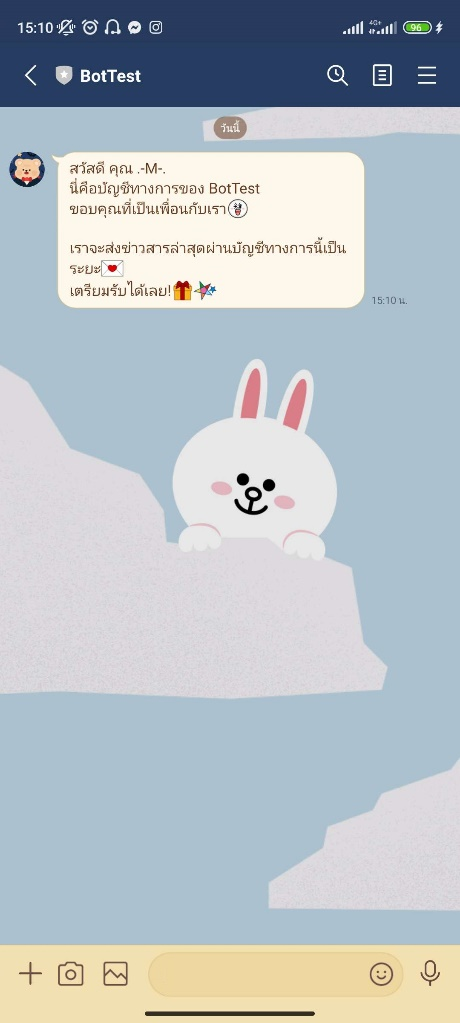 15:10
4G+
96
BotTest
วันนี้
สวัสดี คุณ .-M-.
นี่คือบัญชีทางการของ BotTest
ขอบคุณที่เป็นเพื่อนกับเรา
เราจะส่งข่าวสารล่าสุดผ่านบัญชีทางการนี้เป็น
ระยะ
เตรียมรับได้เลย!
15:10 น.